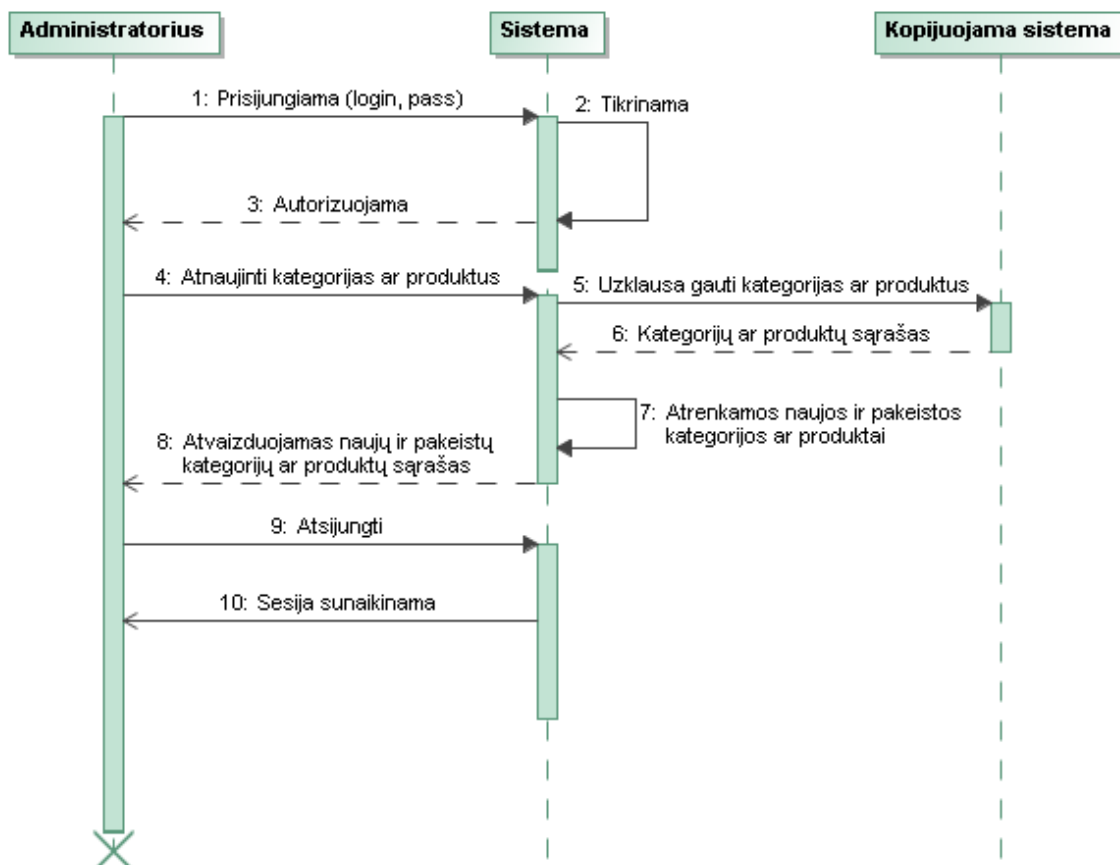 Administratorius
Sistema
Kopijuojama sistema
1: Prisijungiama (login, pass)
2: Tikrinama
3: Autorizuojama
4: Atnaujinti kategorijas ar produktus
5: Uzklausa gauti kategorijas ar produktus
6: Kategorijų ar produktų sąrašas
7: Atrenkamos naujos ir pakeistos
kategorijos ar produktai
8: Atvaizduojamas naujų ir pakeistų
kategorijų ar produktų sąrašas
9: Atsijungti
10: Sesija sunaikinama